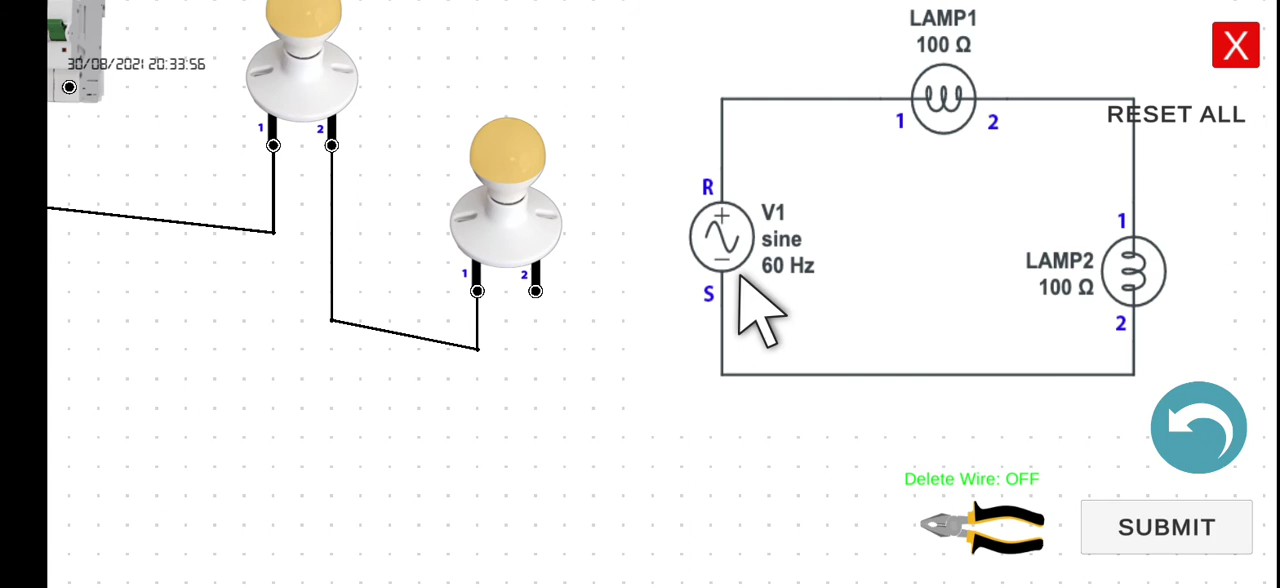 30/08/2021 20:33:56
1
2
1
2
LAMP1
100 Ω
X
RESET ALL
1
2
R
V1
sine
60 Hz
S
1
LAMP2
100 Ω
2
Delete Wire: OFF
SUBMIT